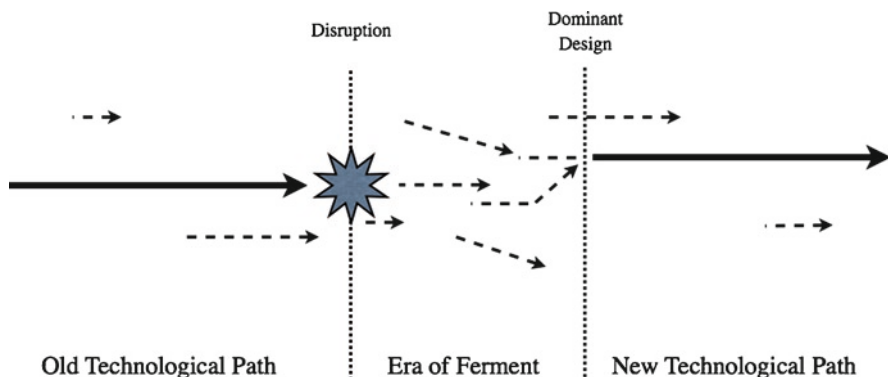 Disruption
Dominant
Design
Old Technological Path
Era of Ferment
New Technological Path